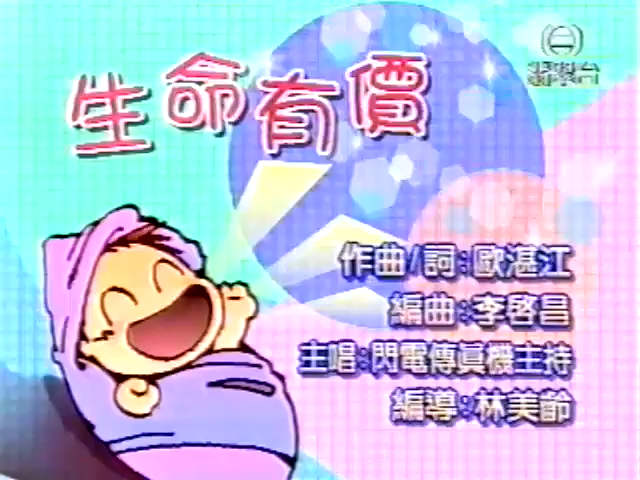 生命有價
翡翠台
作曲/詞:歐湛江
編曲:李啓昌
主唱:閃電傳真機主持
編導:林美齡